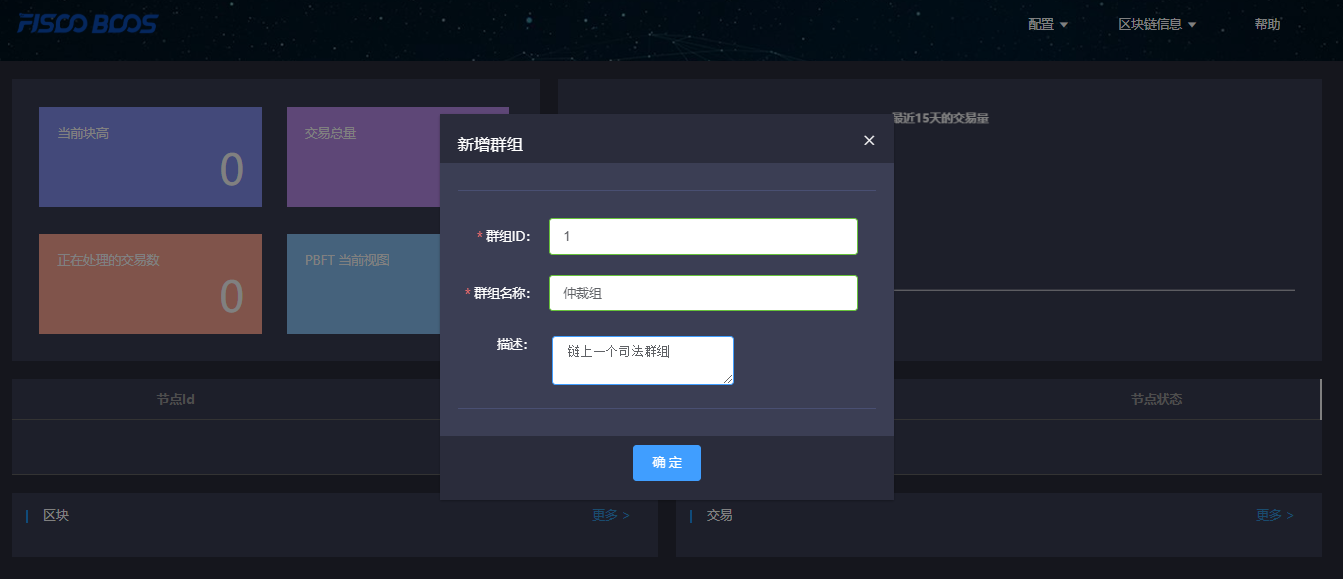 FISCO BCOS
配置
区块链信息
帮助
当前块高
0
交易总量
正在处理的交易数
0
PBFT 当前视图
最近15天的交易量
新增群组
×
* 群组ID:
1
* 群组名称:
仲裁组
描述:
链上一个司法群组
确 定
节点Id
节点状态
区块
更多 >
交易
更多 >